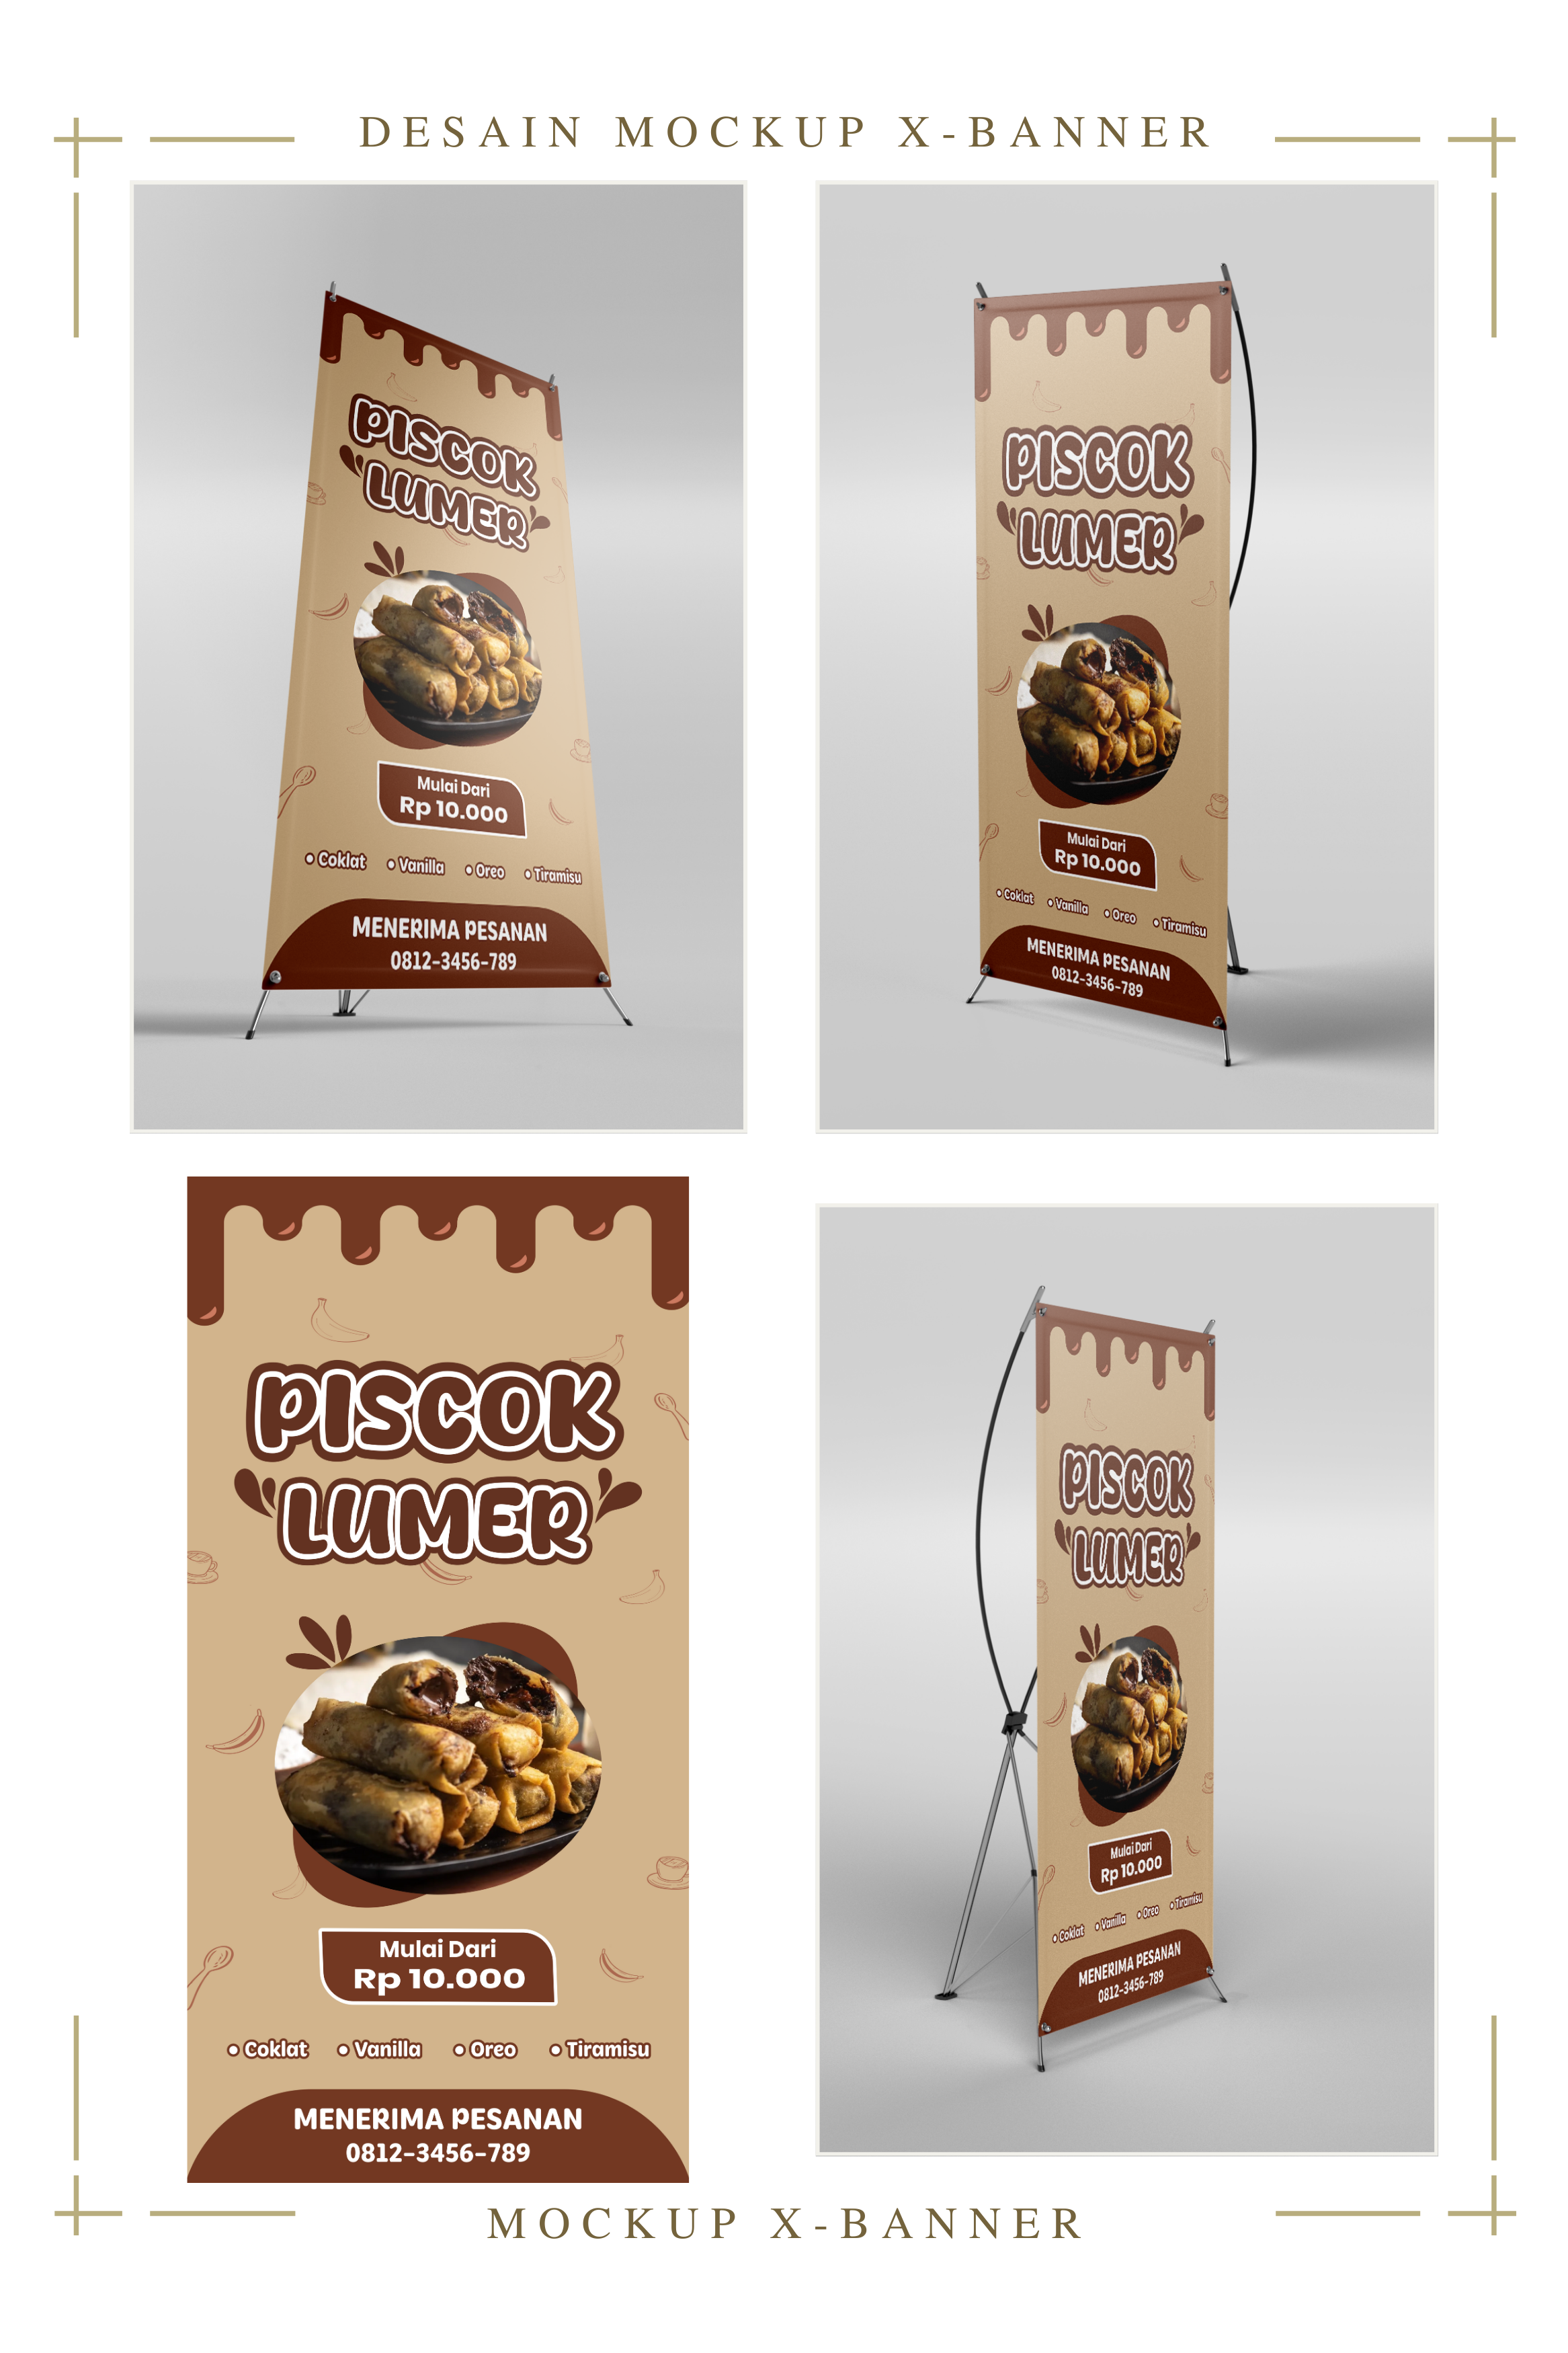 DESAIN MOCKUP X-BANNER
PISCOK
LUMER
Mulai Dari
Rp 10.000
• Coklat • Vanilla • Oreo • Tiramisu
MENERIMA PESANAN
0812-3456-789
PISCOK
LUMER
Mulai Dari
Rp 10.000
• Coklat • Vanilla • Oreo • Tiramisu
MENERIMA PESANAN
0812-3456-789
PISCOK
LUMER
Mulai Dari
Rp 10.000
• Coklat • Vanilla • Oreo • Tiramisu
MENERIMA PESANAN
0812-3456-789
PISCOK
LUMER
Mulai Dari
Rp 10.000
• Coklat • Vanilla • Oreo • Tiramisu
MENERIMA PESANAN
0812-3456-789
MOCKUP X-BANNER